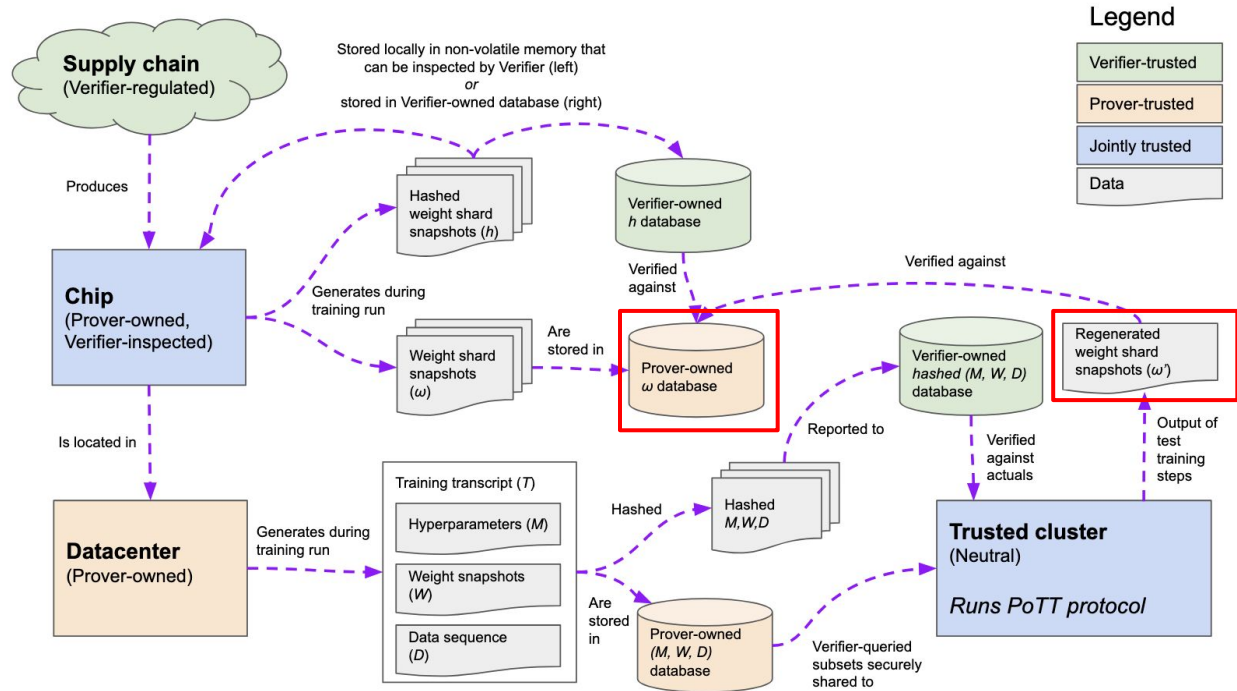 Legend
Verifier-trusted
Prover-trusted
Jointly trusted
Data
Supply chain
(Verifier-regulated)
Stored locally in non-volatile memory that
can be inspected by Verifier (left)
or
stored in Verifier-owned database (right)
Produces
Hashed
weight shard
snapshots (h)
Verifier-owned
h database
Verified
against
Verified against
Chip
(Prover-owned,
Verifier-inspected)
Generates during
training run
Weight shard
snapshots
(ω)
Are
stored in
Prover-owned
ω database
Verifier-owned
hashed (M, W, D)
database
Regenerated
weight shard
snapshots (ω')
Is located in
Reported to
Verified
against
actuals
Output of
test
training
steps
Datacenter
(Prover-owned)
Generates during
training run
Training transcript (T)
Hyperparameters (M)
Weight snapshots
(W)
Data sequence
(D)
Hashed
Hashed
M,W,D
Are
stored
in
Prover-owned
(M, W, D)
database
Verifier-queried
subsets securely
shared to
Trusted cluster
(Neutral)
Runs PoTT protocol